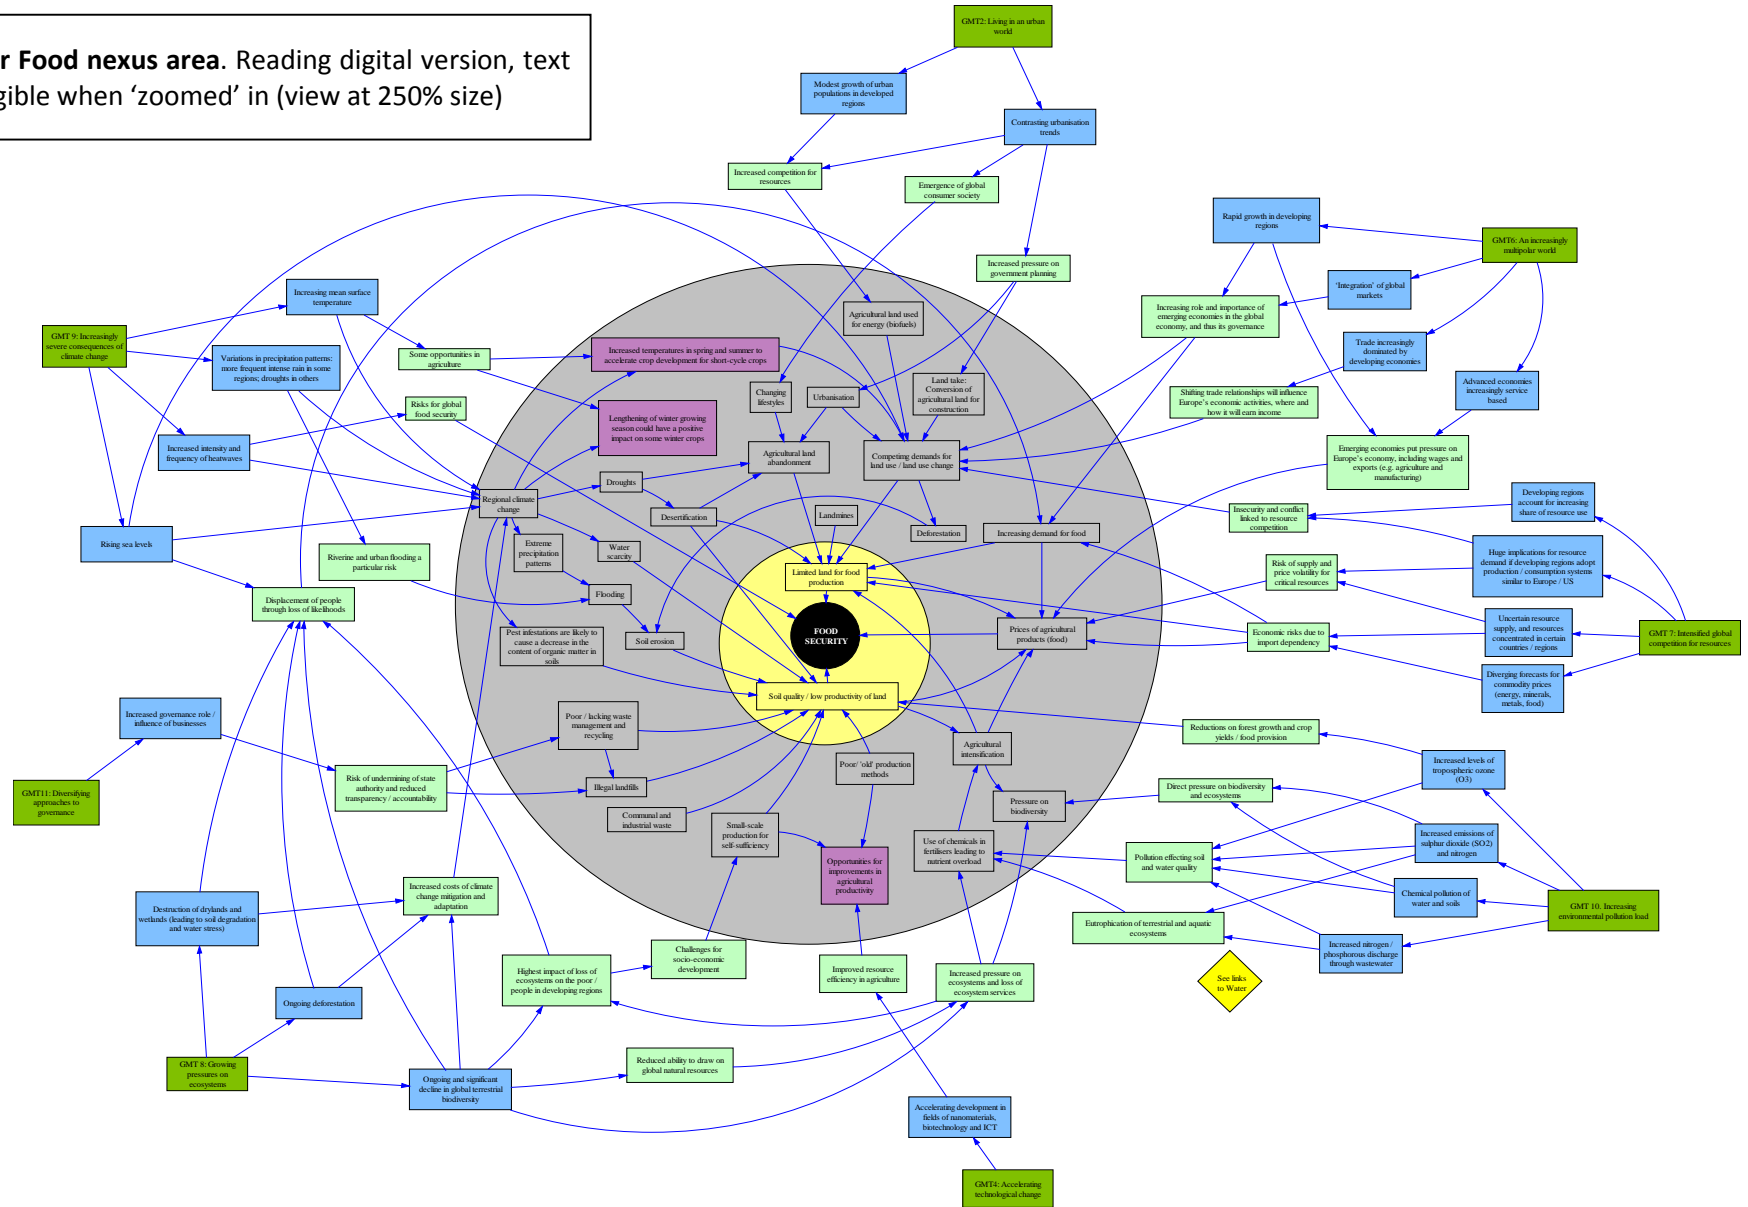 r Food nexus area. Reading digital version, text
gible when ‘zoomed’ in (view at 250% size)
GMT2: Living in an urban
world
Modest growth of urban
populations in developed
regions
Contrasting urbanisation
trends
Increased competition for
resources
Emergence of global
consumer society
Increased pressure on
government planning
Rapid growth in developing
regions
GMT6: An increasingly
multipolar world
'Integration' of global
markets
Increasing role and importance of
emerging economies in the global
economy, and thus its governance
Trade increasingly
dominated by
developing economies
Advanced economies
increasingly service
based
Shifting trade relationships will influence
Europe's economic activities, where and
how it will earn income
Emerging economies put pressure on
Europe's economy, including wages and
exports (e.g. agriculture and
manufacturing)
Increasing mean surface
temperature
GMT 9: Increasingly
severe consequences of
climate change
Variations in precipitation patterns:
more frequent intense rain in some
regions; droughts in others
Some opportunities in
agriculture
Risks for global
food security
Increased intensity and
frequency of heatwaves
Rising sea levels
Riverine and urban flooding a
particular risk
Displacement of people
through loss of likelihoods
Agricultural land used
for energy (biofuels)
Increased temperatures in spring and summer to
accelerate crop development for short-cycle crops
Changing
lifestyles
Urbanisation
Land take:
Conversion of
agricultural land for
construction
Lengthening of winter growing
season could have a positive
impact on some winter crops
Agricultural land
abandonment
Competing demands for
land use / land use change
Droughts
Regional climate
change
Desertification
Landmines
Deforestation
Increasing demand for food
Extreme
precipitation
patterns
Water
scarcity
Flooding
Limited land for food
production
FOOD
SECURITY
Prices of agricultural
products (food)
Pest infestations are likely to
cause a decrease in the
content of organic matter in
soils
Soil erosion
Soil quality / low productivity of land
Poor / lacking waste
management and
recycling
Illegal landfills
Communal and
industrial waste
Small-scale
production for
self-sufficiency
Poor/ 'old' production
methods
Agricultural
intensification
Pressure on
biodiversity
Use of chemicals in
fertilisers leading to
nutrient overload
Opportunities for
improvements in
agricultural
productivity
Insecurity and conflict
linked to resource
competition
Developing regions
account for increasing
share of resource use
Risk of supply and
price volatility for
critical resources
Huge implications for resource
demand if developing regions adopt
production / consumption systems
similar to Europe / US
Economic risks due to
import dependency
Uncertain resource
supply, and resources
concentrated in certain
countries / regions
GMT 7: Intensified global
competition for resources
Diverging forecasts for
commodity prices
(energy, minerals,
metals, food)
Reductions on forest growth and crop
yields / food provision
Increased levels of
tropospheric ozone
(O3)
Direct pressure on biodiversity
and ecosystems
Increased emissions of
sulphur dioxide (SO2)
and nitrogen
Pollution effecting soil
and water quality
Chemical pollution of
water and soils
GMT 10. Increasing
environmental pollution load
Eutrophication of terrestrial and aquatic
ecosystems
Increased nitrogen /
phosphorous discharge
through wastewater
See links
to Water
Increased governance role /
influence of businesses
GMT11: Diversifying
approaches to
governance
Risk of undermining of state
authority and reduced
transparency / accountability
Destruction of drylands and
wetlands (leading to soil degradation
and water stress)
Increased costs of climate
change mitigation and
adaptation
Ongoing deforestation
Highest impact of loss of
ecosystems on the poor /
people in developing regions
Challenges for
socio-economic
development
Improved resource
efficiency in agriculture
Increased pressure on
ecosystems and loss of
ecosystem services
GMT 8: Growing
pressures on
ecosystems
Ongoing and significant
decline in global terrestrial
biodiversity
Reduced ability to draw on
global natural resources
Accelerating development in
fields of nanomaterials,
biotechnology and ICT
GMT4: Accelerating
technological change